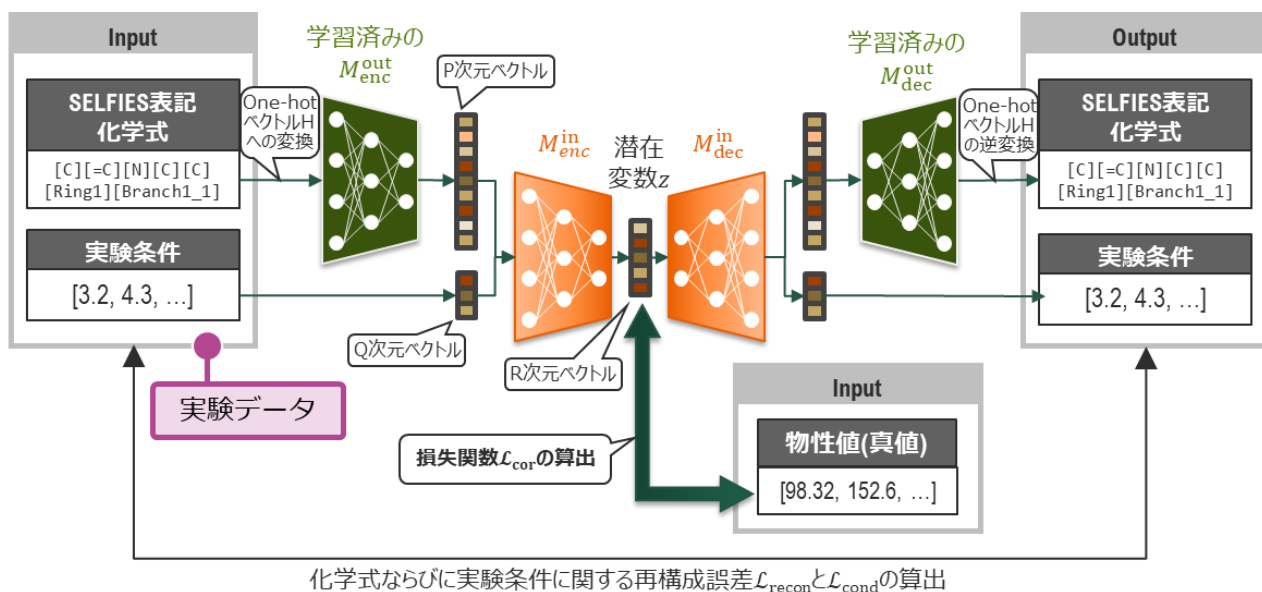 Input
SELFIES表記
化学式
[C][=C][N][C][C]
[Ring1][Branch1_1]
実験条件
[3.2, 4.3, …]
実験データ
One-hot
ベクトルH
への変換
学習済みの
M_enc^out
P次元ベクトル
Q次元ベクトル
M_enc^in
潜在
変数z
M_dec^in
R次元ベクトル
学習済みの
M_dec^out
One-hot
ベクトルH
の逆変換
Output
SELFIES表記
化学式
[C][=C][N][C][C]
[Ring1][Branch1_1]
実験条件
[3.2, 4.3, …]
損失関数ℒ_corの算出
Input
物性値(真値)
[98.32, 152.6, …]
化学式ならびに実験条件に関する再構成誤差ℒ_reconとℒ_condの算出